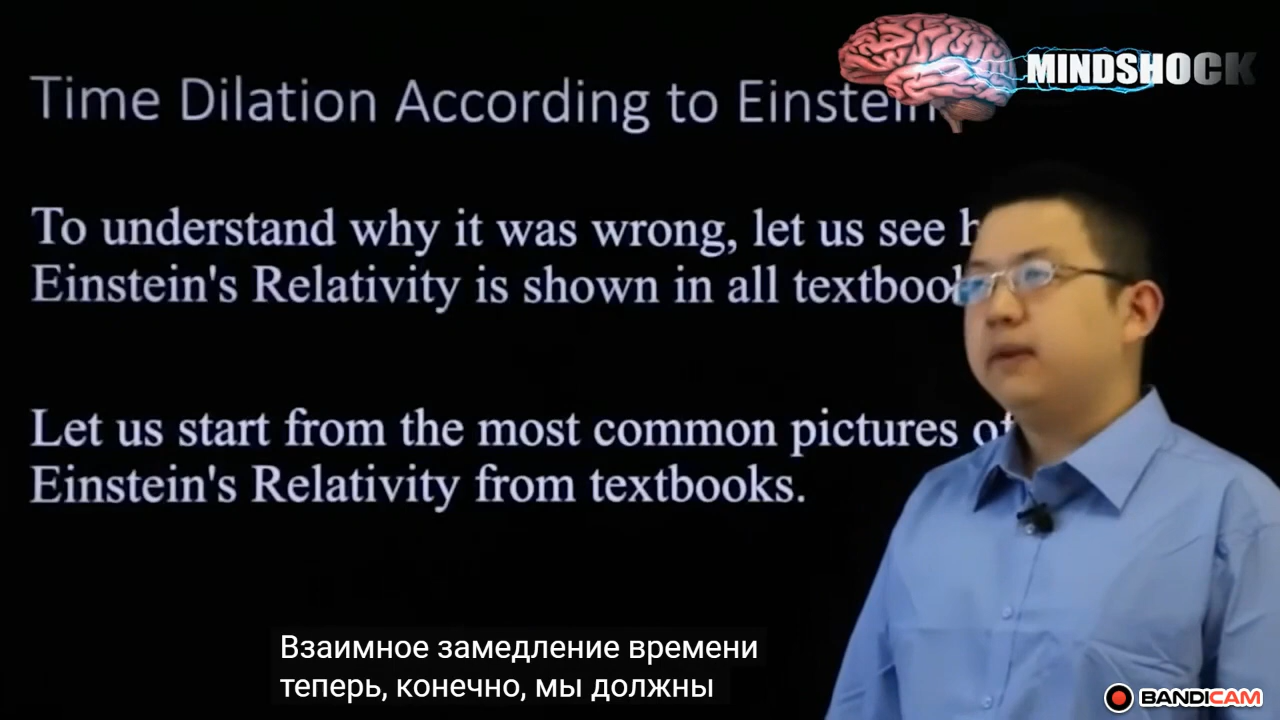 MINDSHOCK
Time Dilation According to Einstein
To understand why it was wrong, let us see
Einstein's Relativity is shown in all
Let us start from the most common pictures of
Einstein's Relativity from textbooks.
Взаимное замедление времени
теперь, конечно, мы должны
BANDICAM